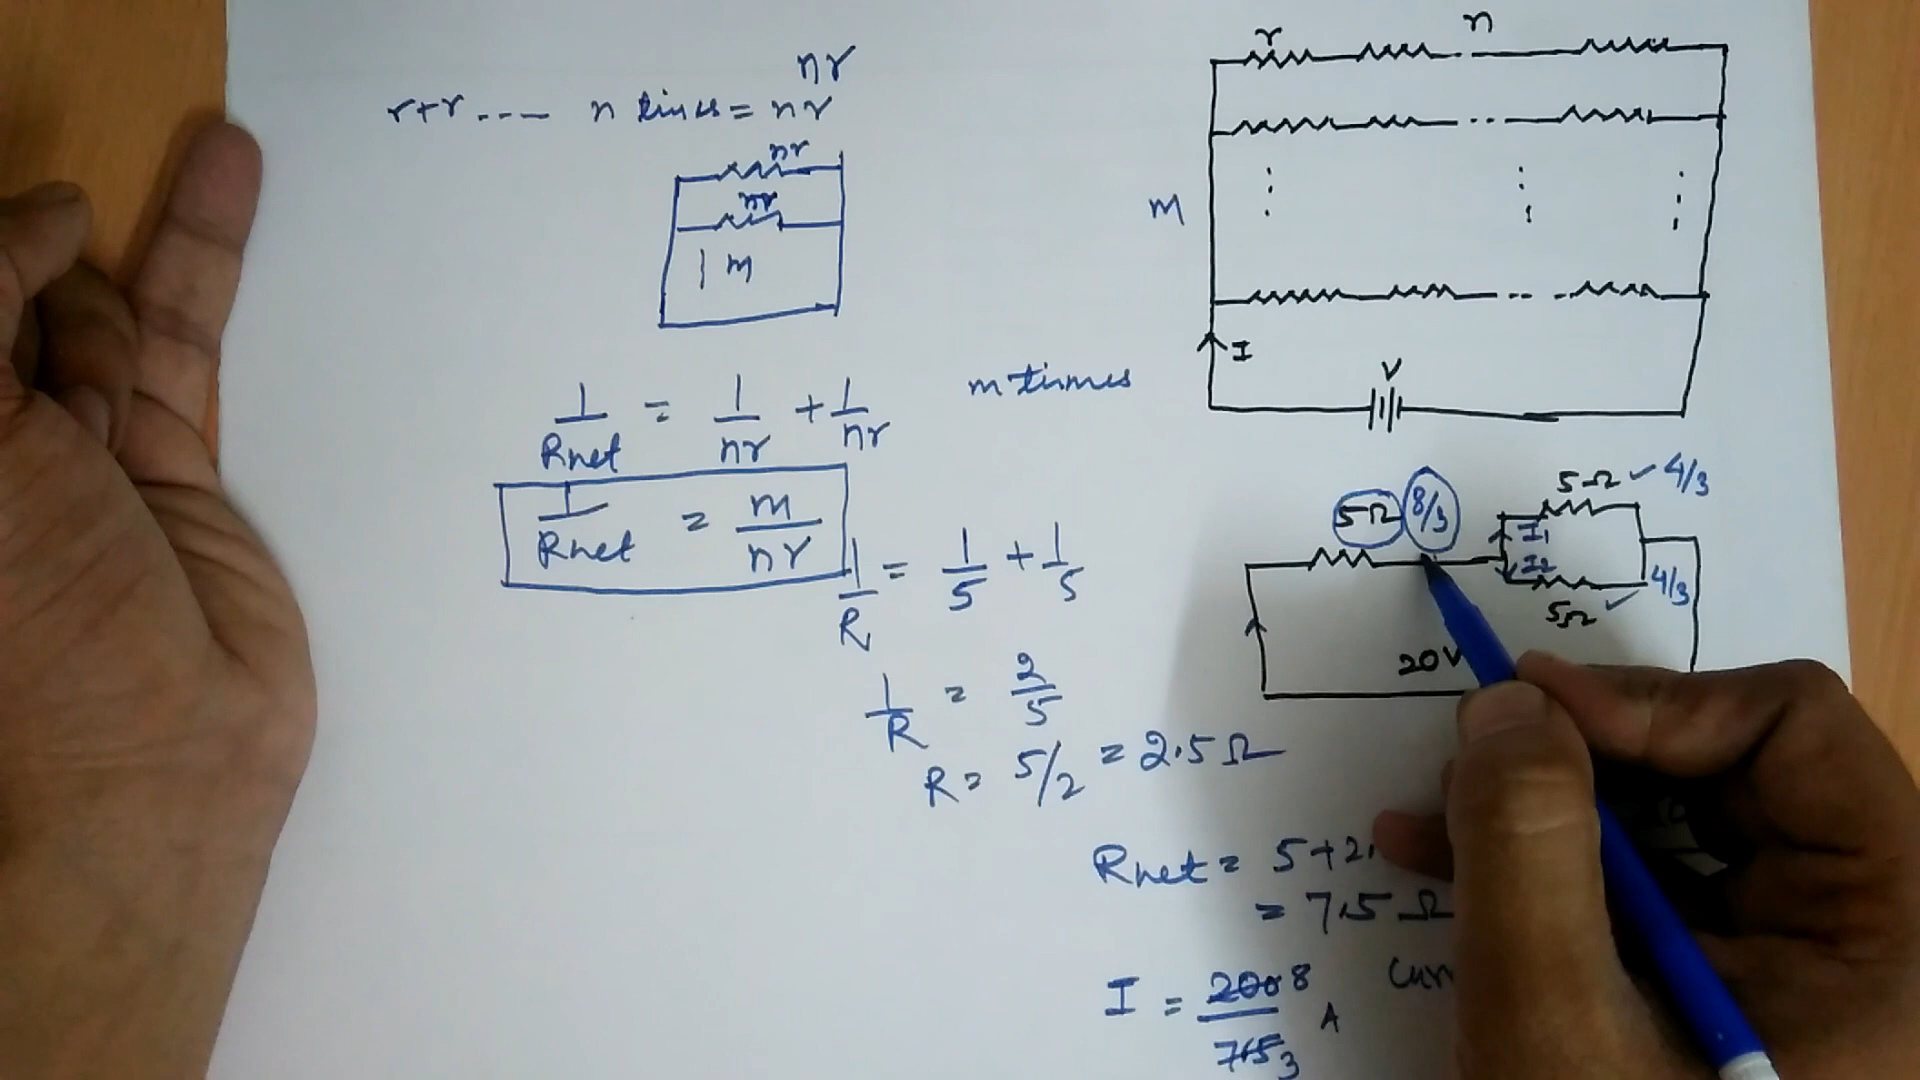 nr
r+r ---- n times = nr
nr
nr
m
1/Rnet = 1/nr + 1/nr m times
1/Rnet = m/nr
1/R = 1/5 + 1/5
1/R = 2/5
R = 5/2 = 2.5 Ω
r n
m
I
V
5Ω 8/3
5Ω ✓ 4/3
I1
I2
4/3
5Ω ✓
20V
Rnet = 5+2.
= 7.5 Ω
I = 8/3 A